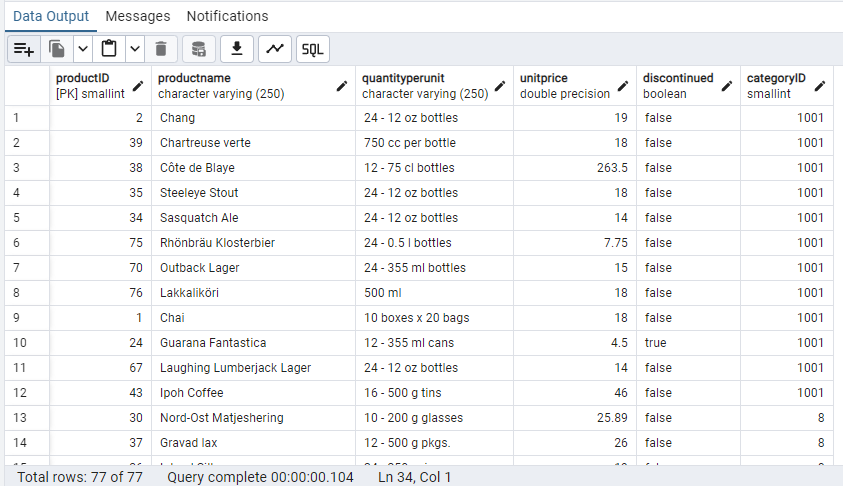 Data Output Messages Notifications
SQL
productID productname quantityperunit unitprice discontinued categoryID
[PK] smallint character varying (250) character varying (250) double precision boolean smallint
1 2 Chang 24 - 12 oz bottles 19 false 1001
2 39 Chartreuse verte 750 cc per bottle 18 false 1001
3 38 Côte de Blaye 12 - 75 cl bottles 263.5 false 1001
4 35 Steeleye Stout 24 - 12 oz bottles 18 false 1001
5 34 Sasquatch Ale 24 - 12 oz bottles 14 false 1001
6 75 Rhönbräu Klosterbier 24 - 0.5 l bottles 7.75 false 1001
7 70 Outback Lager 24 - 355 ml bottles 15 false 1001
8 76 Lakkaliköri 500 ml 18 false 1001
9 1 Chai 10 boxes x 20 bags 18 false 1001
10 24 Guarana Fantastica 12 - 355 ml cans 4.5 true 1001
11 67 Laughing Lumberjack Lager 24 - 12 oz bottles 14 false 1001
12 43 Ipoh Coffee 16 - 500 g tins 46 false 1001
13 30 Nord-Ost Matjeshering 10 - 200 g glasses 25.89 false 8
14 37 Gravad lax 12 - 500 g pkgs. 26 false 8
Total rows: 77 of 77 Query complete 00:00:00.104 Ln 34, Col 1